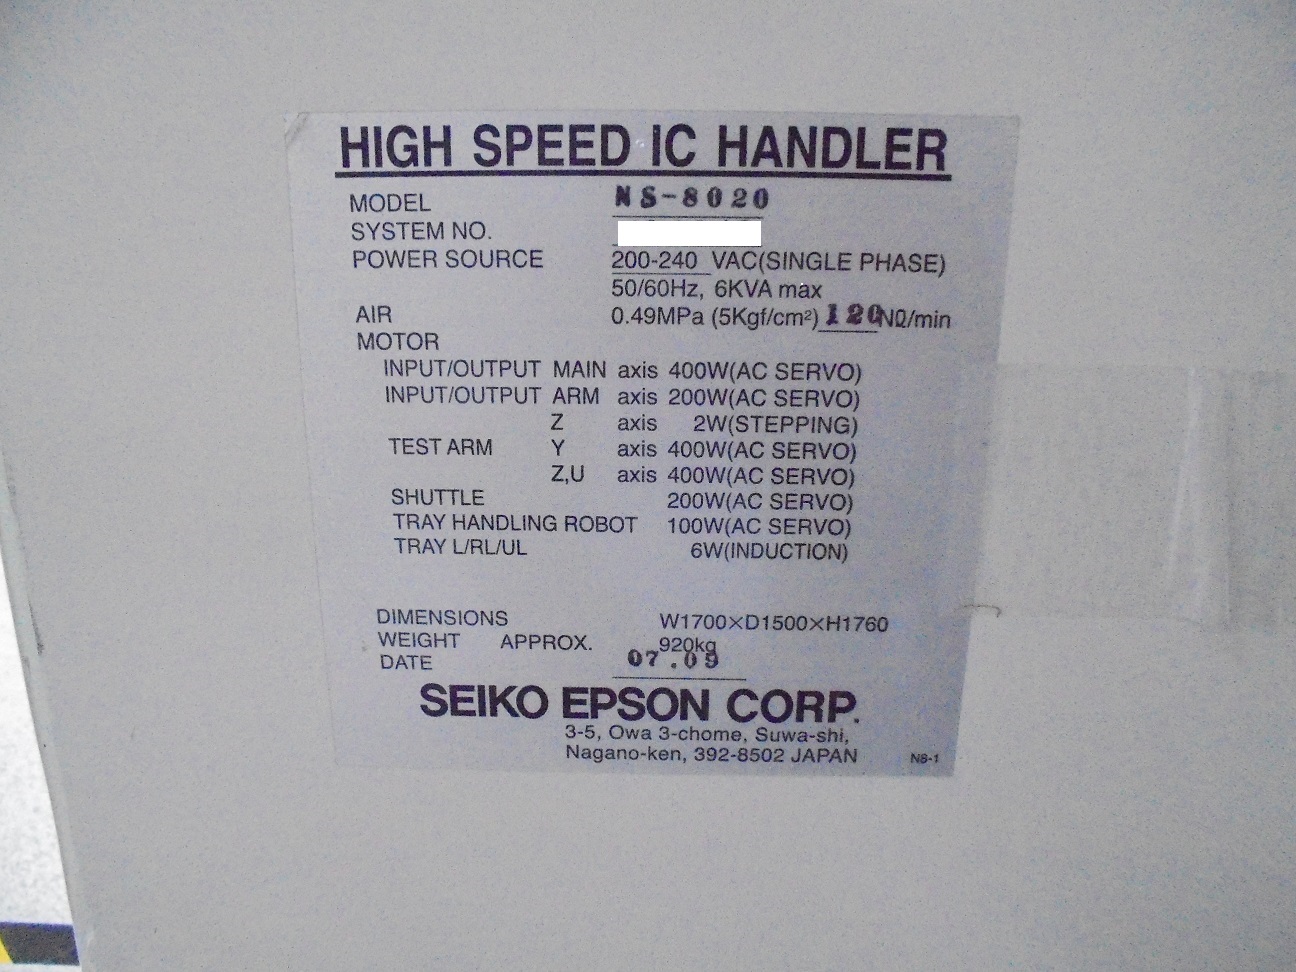 HIGH SPEED IC HANDLER
MODEL NS-8020
SYSTEM NO.
POWER SOURCE 200-240 VAC(SINGLE PHASE)
50/60Hz, 6KVA max
AIR 0.49MPa (5Kgf/cm²) 120Nℓ/min
MOTOR
INPUT/OUTPUT MAIN axis 400W(AC SERVO)
INPUT/OUTPUT ARM axis 200W(AC SERVO)
Z axis 2W(STEPPING)
TEST ARM Y axis 400W(AC SERVO)
Z,U axis 400W(AC SERVO)
SHUTTLE 200W(AC SERVO)
TRAY HANDLING ROBOT 100W(AC SERVO)
TRAY L/RL/UL 6W(INDUCTION)
DIMENSIONS W1700×D1500×H1760
WEIGHT APPROX. 920kg
DATE 07.09
SEIKO EPSON CORP.
3-5, Owa 3-chome, Suwa-shi,
Nagano-ken, 392-8502 JAPAN
N8-1